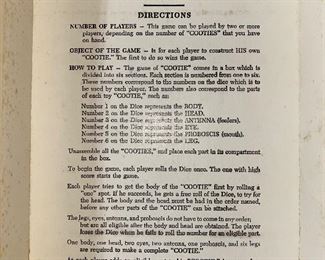 DIRECTIONS
NUMBER OF PLAYERS — This game can be played by two or more
players, depending on the number of "COOTIES" that you have
on hand.
OBJECT OF THE GAME — Is for each player to construct HIS own
"COOTIE." The first to do so wins the game.
HOW TO PLAY — The game of "COOTIE" comes in a box which is
divided into six sections. Each section is numbered from one to six.
These numbers correspond to the numbers on the dice which is to
be used by each player. The numbers also correspond to the parts
of each toy "COOTIE," such as:
Number 1 on the Dice represents the BODY.
Number 2 on the Dice represents the HEAD.
Number 3 on the Dice represents the ANTENNA (feelers).
Number 4 on the Dice represents the EYE.
Number 5 on the Dice represents the PROBOSCIS (mouth).
Number 6 on the Dice represents the LEG.
Unassemble all the "COOTIES," and place each part in its compartment
in the box.
To begin the game, each player rolls the Dice once. The one with high
score starts the game.
Each player tries to get the body of the "COOTIE" first by rolling a
"one" spot. If he succeeds, he gets a free roll of the Dice, to try for
the head. The body and the head must be had in the order named,
before any other parts of the "COOTIE" can be attached.
The legs, eyes, antenna, and proboscis do not have to come in any order;
but are all eligible after the body and head are obtained. The player
loses the Dice when he fails to roll the number for an eligible part.
One body, one head, two eyes, two antenna, one proboscis, and six legs
are required to make a complete "COOTIE."